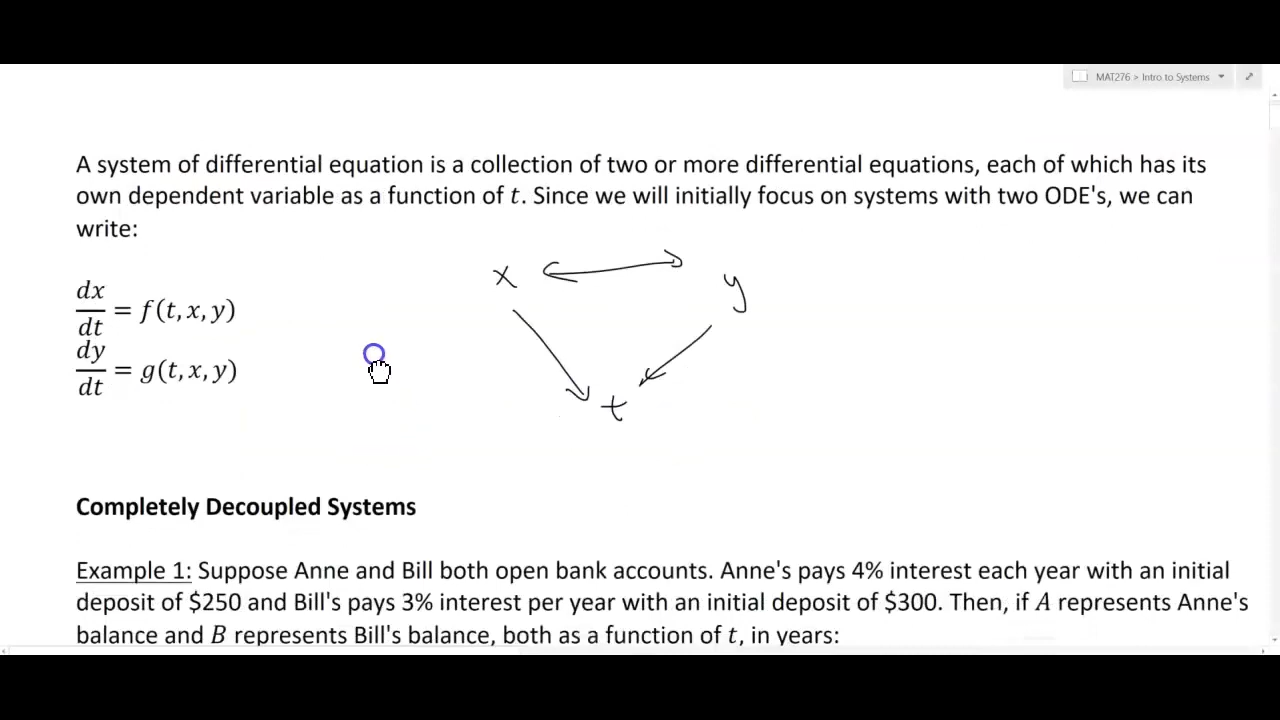 MAT276 > Intro to Systems
A system of differential equation is a collection of two or more differential equations, each of which has its
own dependent variable as a function of t. Since we will initially focus on systems with two ODE's, we can
write:
dx/dt = f(t, x, y)
dy/dt = g(t, x, y)
x y
t
Completely Decoupled Systems
Example 1: Suppose Anne and Bill both open bank accounts. Anne's pays 4% interest each year with an initial
deposit of $250 and Bill's pays 3% interest per year with an initial deposit of $300. Then, if A represents Anne's
balance and B represents Bill's balance, both as a function of t, in years: